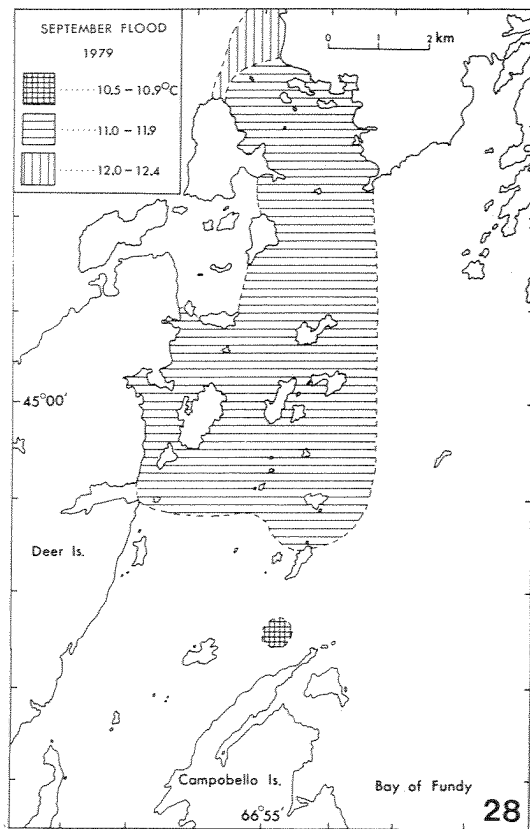 SEPTEMBER FLOOD
1979
10.5 – 10.9°C
11.0 – 11.9
12.0 – 12.4
0 1 2 km
45°00'
Deer Is.
Campobello Is.
Bay of Fundy
66°55'
28